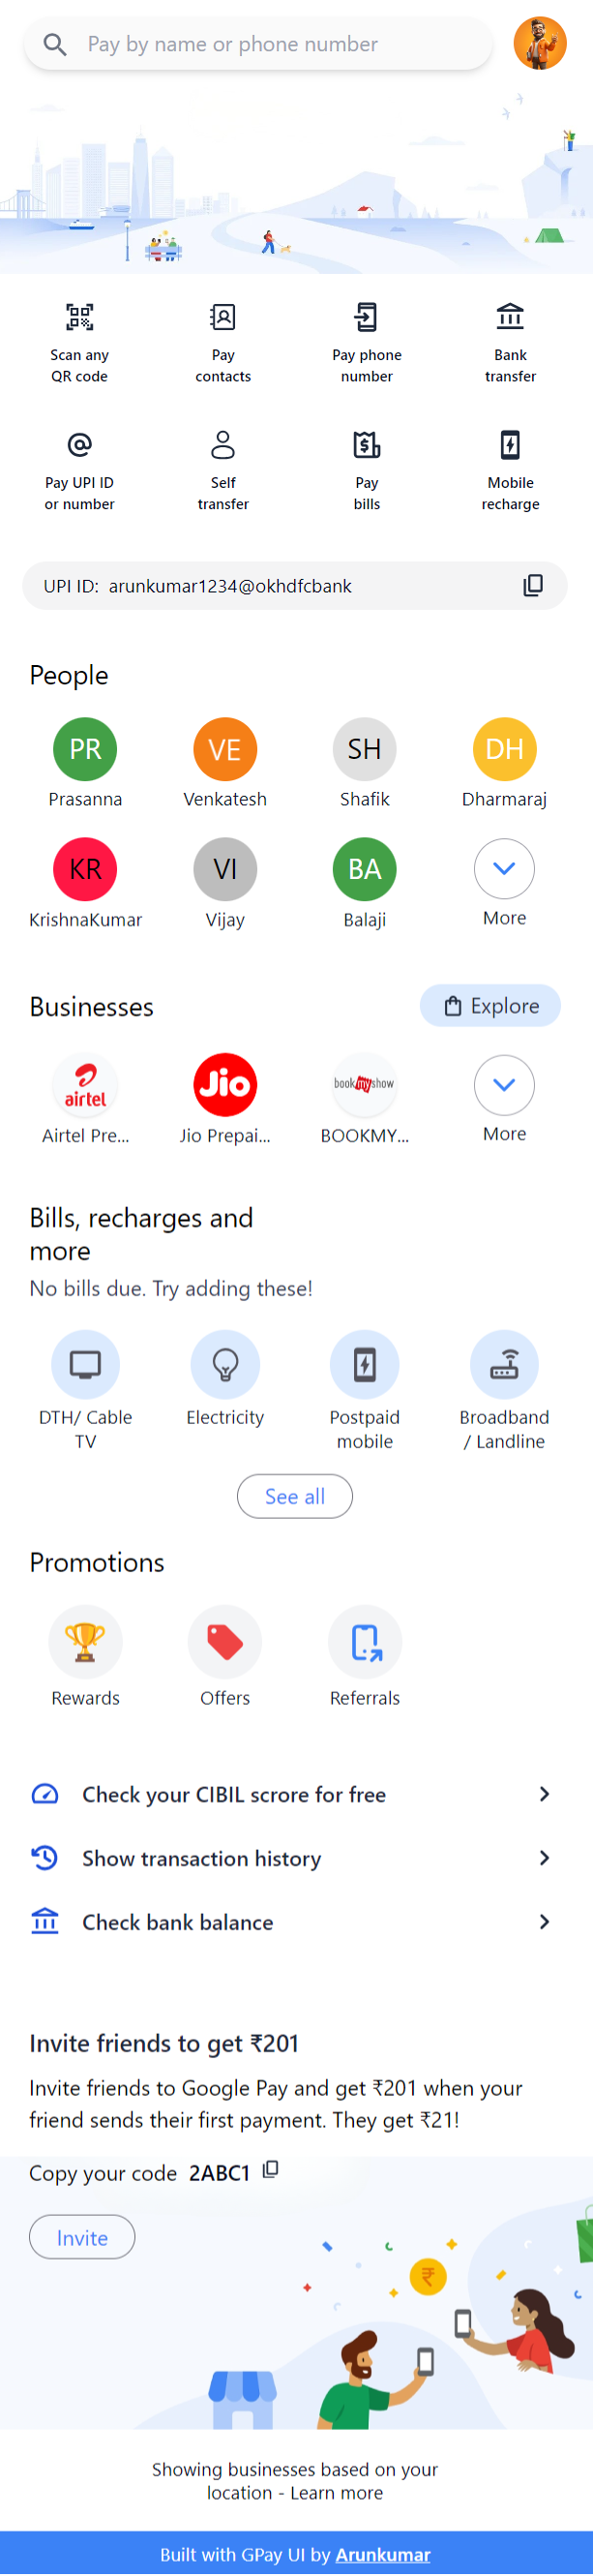 Pay by name or phone number
Scan any
QR code
Pay
contacts
Pay phone
number
Bank
transfer
Pay UPI ID
or number
Self
transfer
Pay
bills
Mobile
recharge
UPI ID: arunkumar1234@okhdfcbank
People
PR
VE
SH
DH
Prasanna
Venkatesh
Shafik
Dharmaraj
KR
VI
BA
KrishnaKumar
Vijay
Balaji
More
Businesses
Explore
airtel
Jio
bookmyshow
Airtel Pre...
Jio Prepai...
BOOKMY...
More
Bills, recharges and
more
No bills due. Try adding these!
DTH/ Cable
TV
Electricity
Postpaid
mobile
Broadband
/ Landline
See all
Promotions
Rewards
Offers
Referrals
Check your CIBIL scrore for free
Show transaction history
Check bank balance
Invite friends to get ₹201
Invite friends to Google Pay and get ₹201 when your
friend sends their first payment. They get ₹21!
Copy your code 2ABC1
Invite
₹
Showing businesses based on your
location - Learn more
Built with GPay UI by Arunkumar